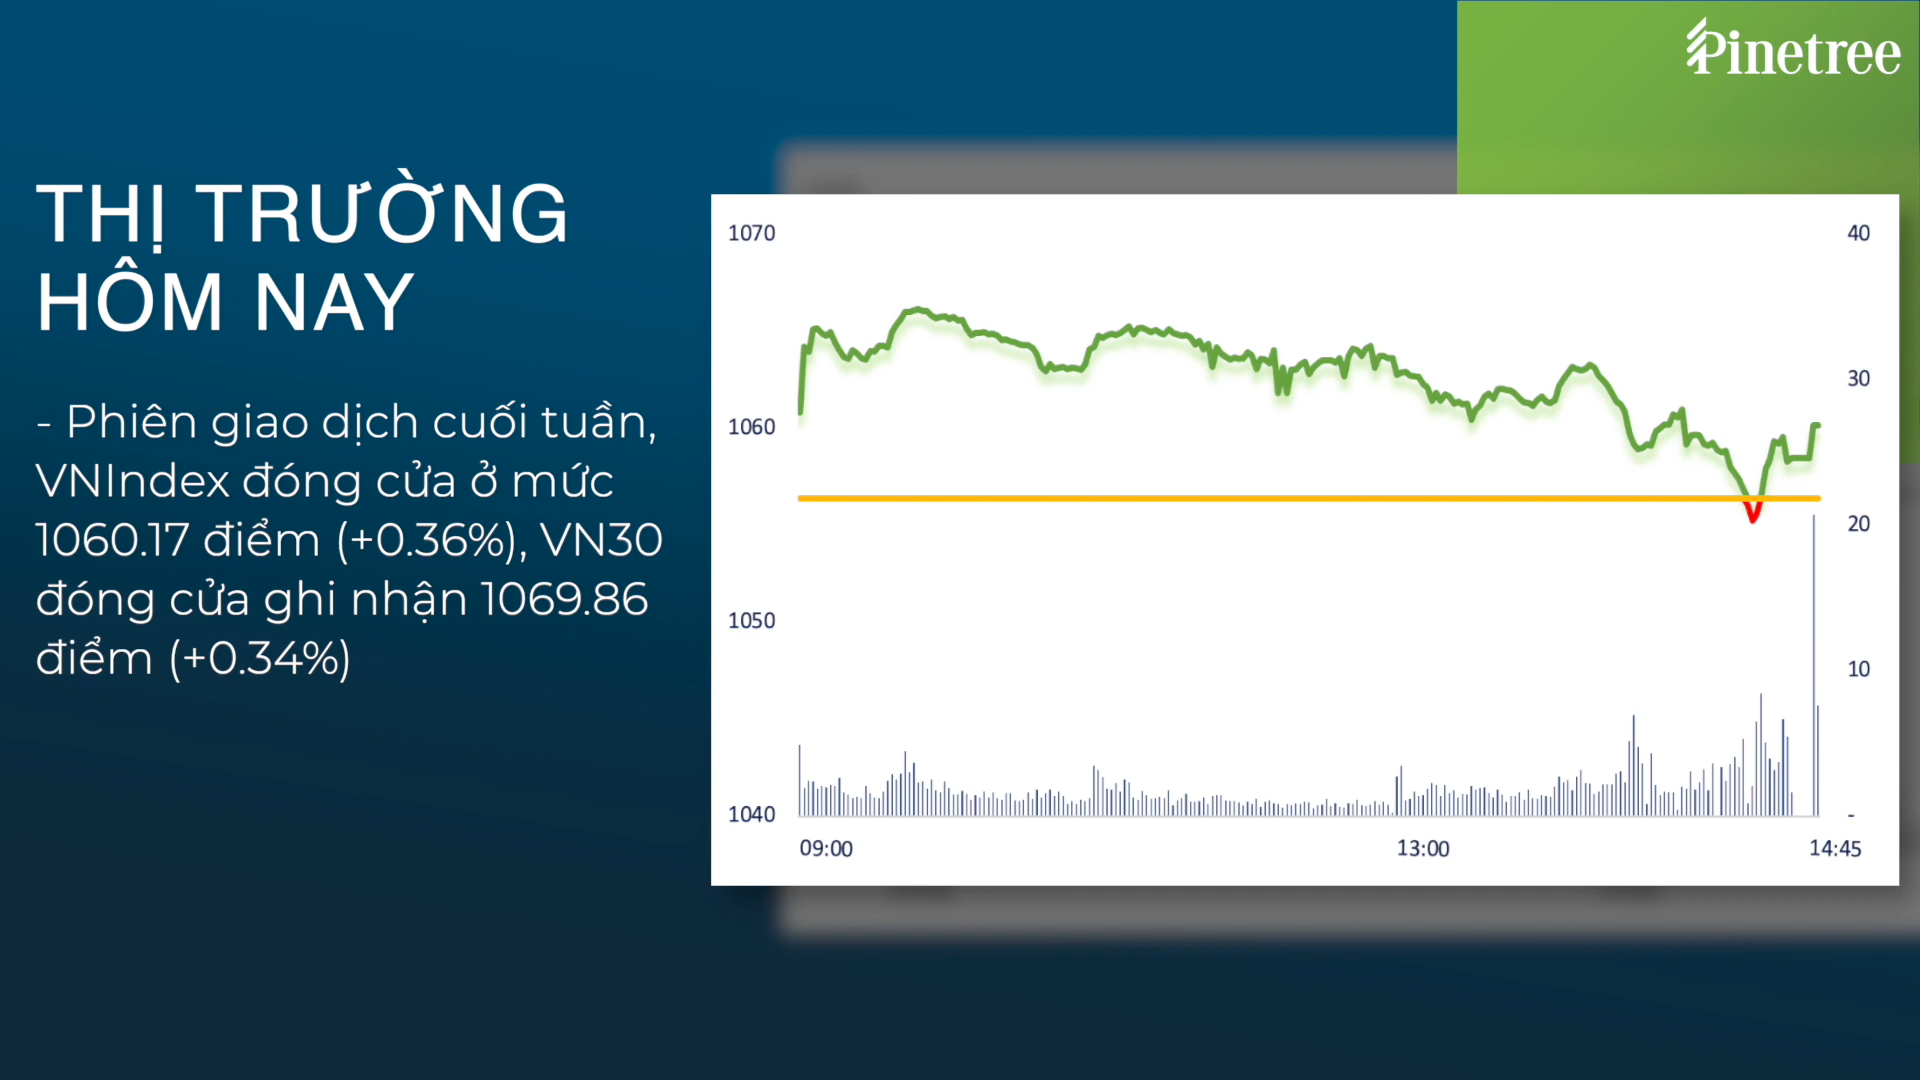 Pinetree
THỊ TRƯỜNG
HÔM NAY
- Phiên giao dịch cuối tuần,
VNIndex đóng cửa ở mức
1060.17 điểm (+0.36%), VN30
đóng cửa ghi nhận 1069.86
điểm (+0.34%)
1070
1060
1050
1040
40
30
20
10
-
09:00
13:00
14:45